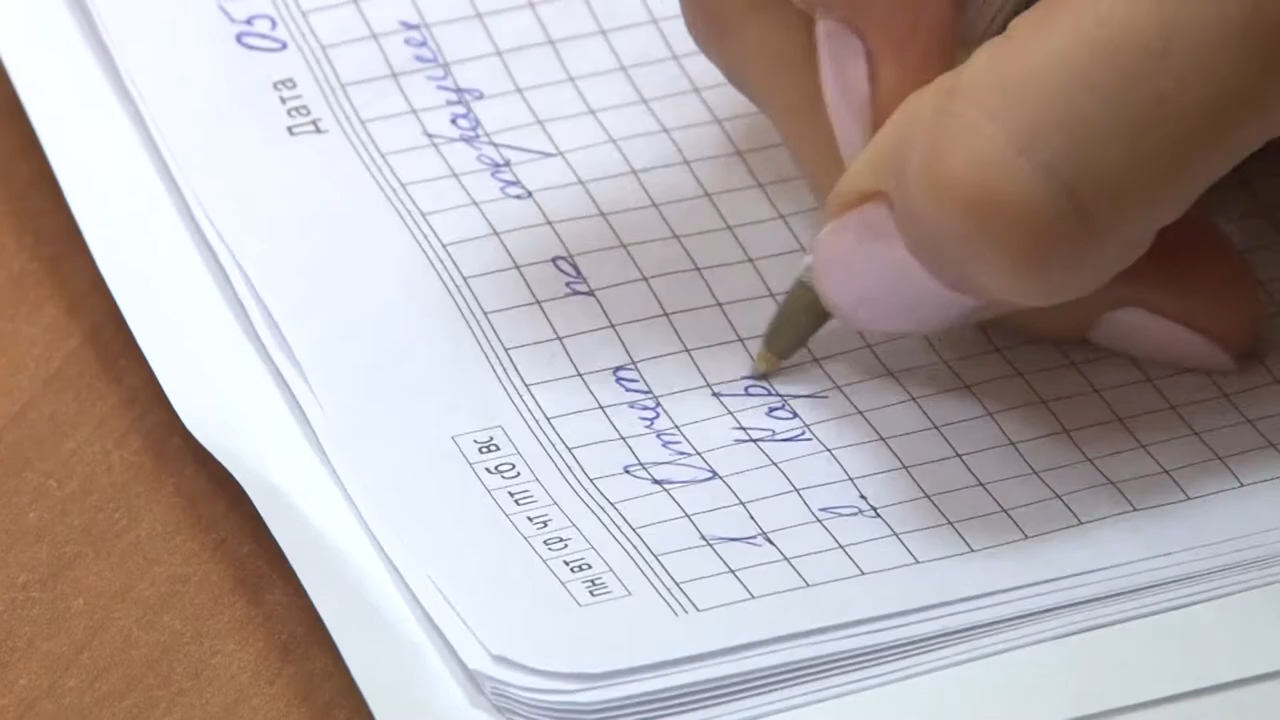 ПН ВТ СР ЧТ ПТ СБ ВС Дата 05
1 Отчет по
2. Кар